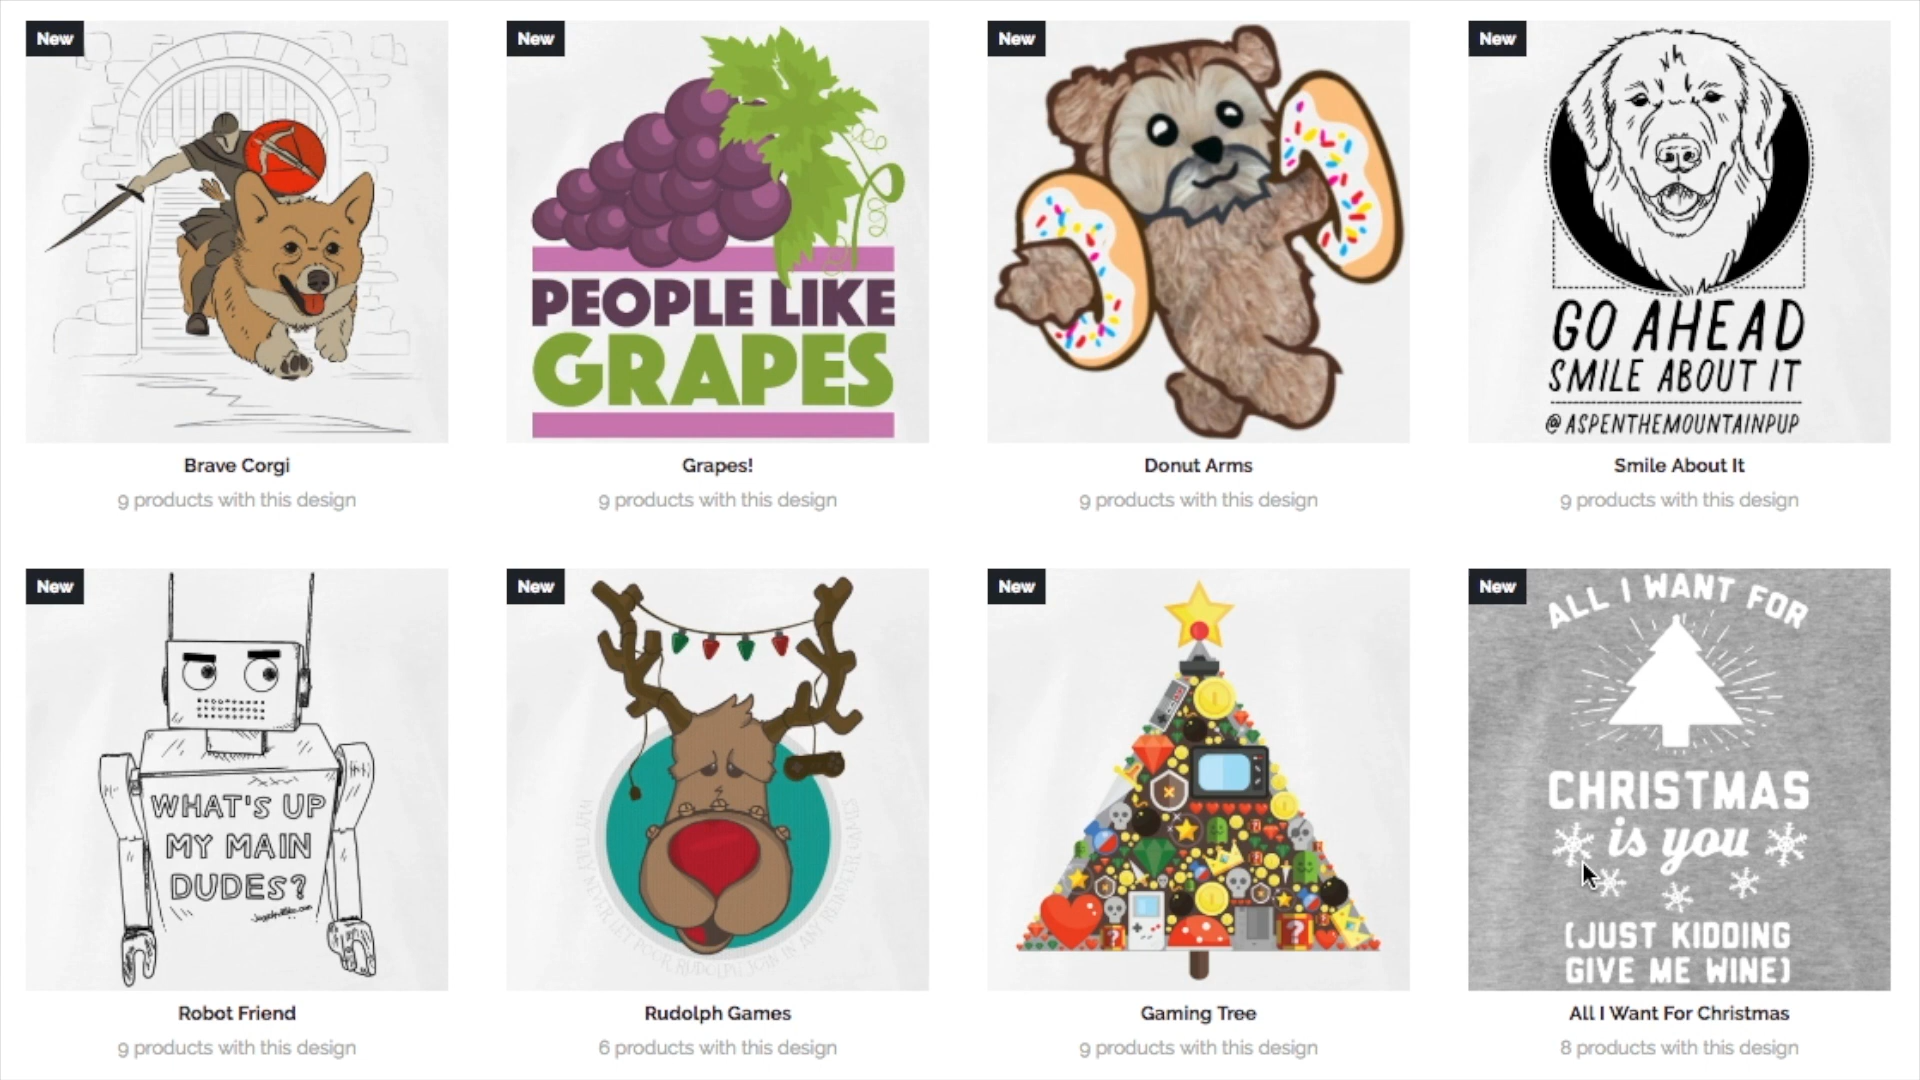 New
New
New
New
PEOPLE LIKE
GRAPES
GO AHEAD
SMILE ABOUT IT
@ASPENTHEMOUNTAINPUP
Brave Corgi
9 products with this design
Grapes!
9 products with this design
Donut Arms
9 products with this design
Smile About It
9 products with this design
New
New
New
New
WHAT'S UP
MY MAIN
DUDES?
ALL I WANT FOR
CHRISTMAS
is you
(JUST KIDDING
GIVE ME WINE)
Robot Friend
9 products with this design
Rudolph Games
6 products with this design
Gaming Tree
9 products with this design
All I Want For Christmas
8 products with this design